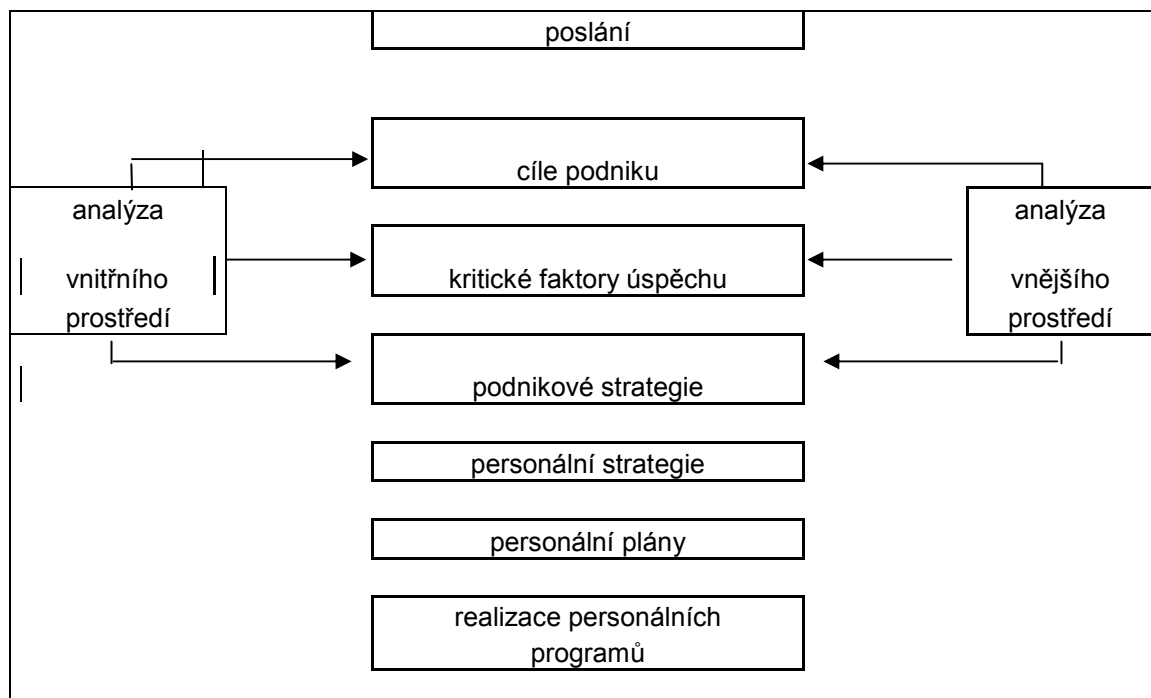 poslání
cíle podniku
analýza
vnitřního
prostředí
kritické faktory úspěchu
analýza
vnějšího
prostředí
podnikové strategie
personální strategie
personální plány
realizace personálních
programů